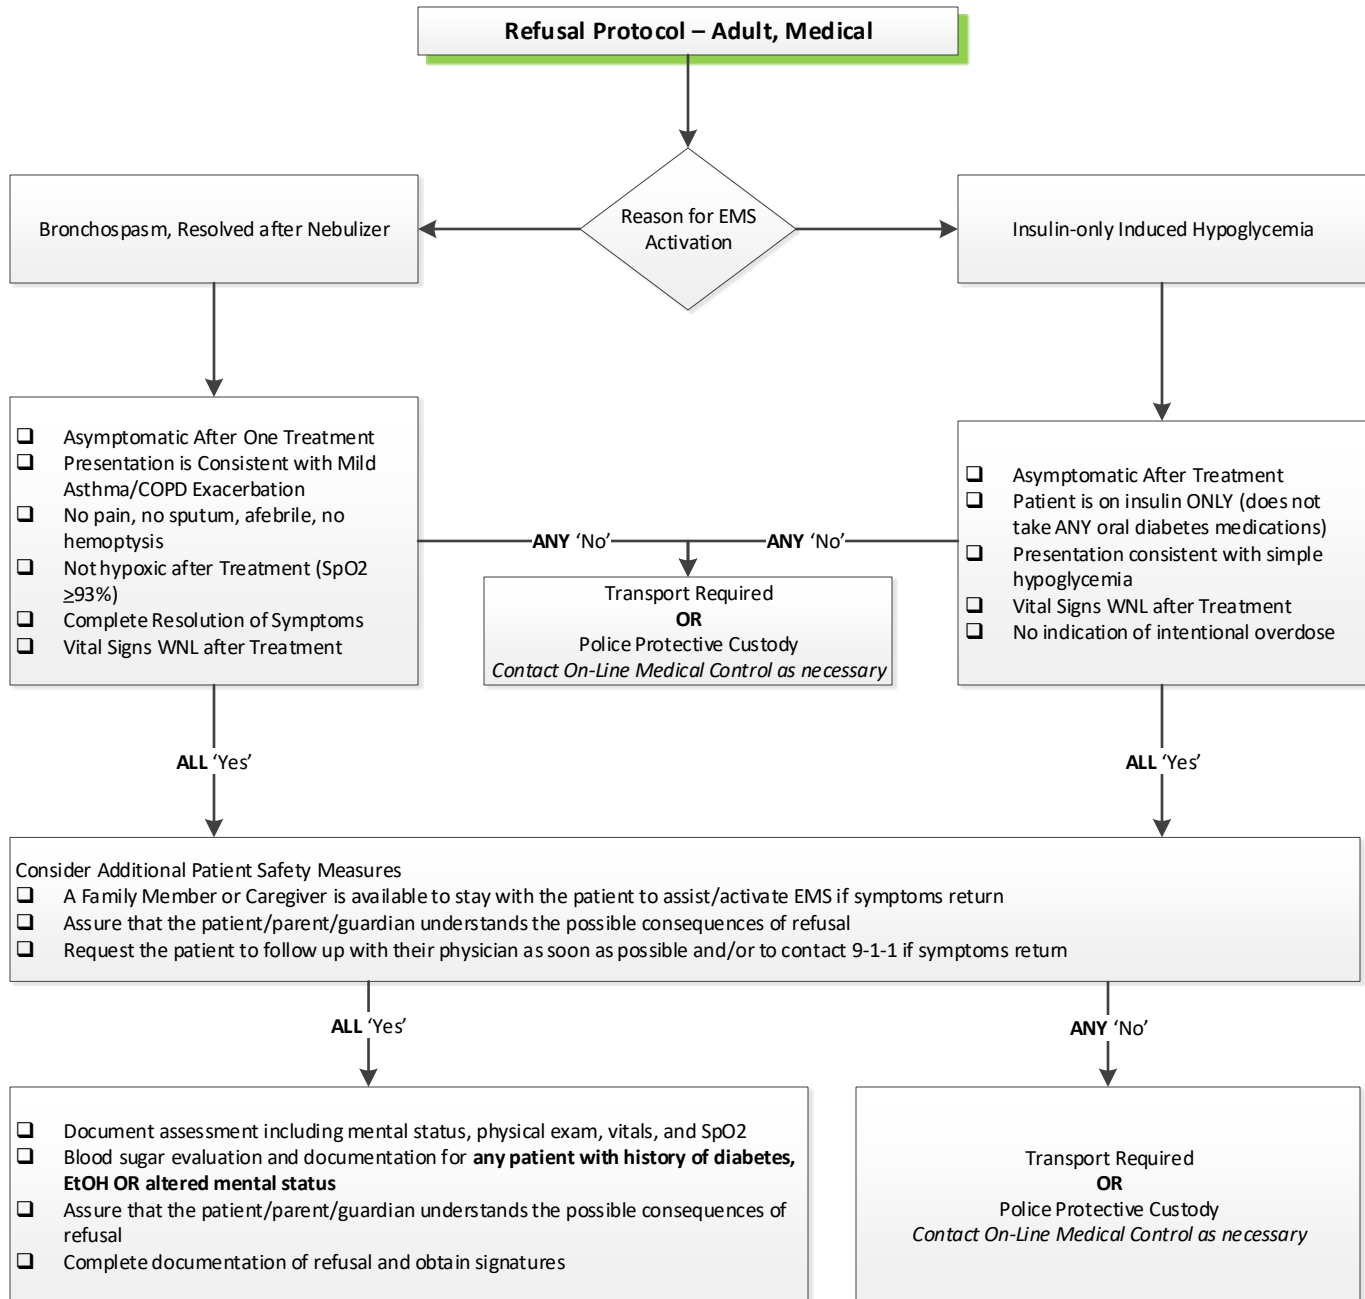 Refusal Protocol – Adult, Medical
Reason for EMS
Activation
Bronchospasm, Resolved after Nebulizer
Insulin-only Induced Hypoglycemia
❑ Asymptomatic After One Treatment
❑ Presentation is Consistent with Mild
Asthma/COPD Exacerbation
❑ No pain, no sputum, afebrile, no
hemoptysis
❑ Not hypoxic after Treatment (SpO2
≥93%)
❑ Complete Resolution of Symptoms
❑ Vital Signs WNL after Treatment
❑ Asymptomatic After Treatment
❑ Patient is on insulin ONLY (does not
take ANY oral diabetes medications)
❑ Presentation consistent with simple
hypoglycemia
❑ Vital Signs WNL after Treatment
❑ No indication of intentional overdose
ANY ‘No’
ANY ‘No’
Transport Required
OR
Police Protective Custody
Contact On-Line Medical Control as necessary
ALL ‘Yes’
ALL ‘Yes’
Consider Additional Patient Safety Measures
❑ A Family Member or Caregiver is available to stay with the patient to assist/activate EMS if symptoms return
❑ Assure that the patient/parent/guardian understands the possible consequences of refusal
❑ Request the patient to follow up with their physician as soon as possible and/or to contact 9-1-1 if symptoms return
ALL ‘Yes’
ANY ‘No’
❑ Document assessment including mental status, physical exam, vitals, and SpO2
❑ Blood sugar evaluation and documentation for any patient with history of diabetes,
EtOH OR altered mental status
❑ Assure that the patient/parent/guardian understands the possible consequences of
refusal
❑ Complete documentation of refusal and obtain signatures
Transport Required
OR
Police Protective Custody
Contact On-Line Medical Control as necessary